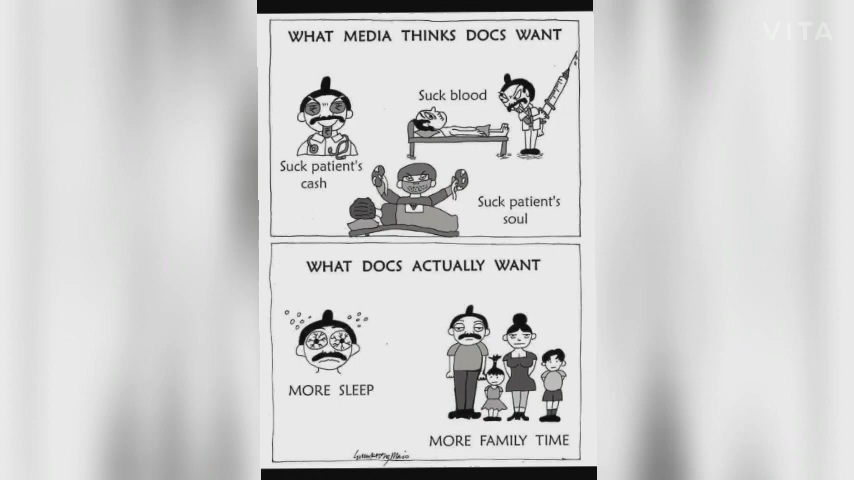 VITA
WHAT MEDIA THINKS DOCS WANT
Suck blood
Suck patient's
cash
Suck patient's
soul
WHAT DOCS ACTUALLY WANT
MORE SLEEP
MORE FAMILY TIME